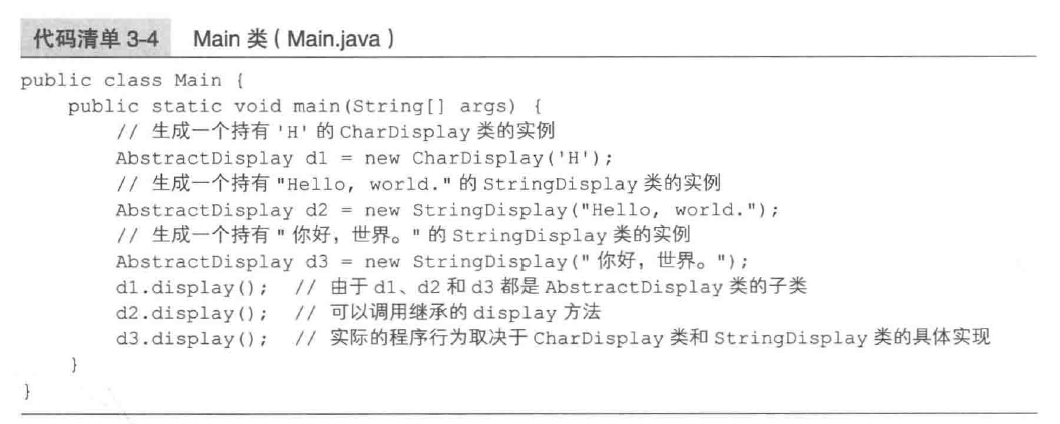 代码清单 3-4 Main 类 ( Main.java )
public class Main {
    public static void main(String[] args) {
        // 生成一个持有 'H' 的 CharDisplay 类的实例
        AbstractDisplay d1 = new CharDisplay('H');
        // 生成一个持有 "Hello, world." 的 StringDisplay 类的实例
        AbstractDisplay d2 = new StringDisplay("Hello, world.");
        // 生成一个持有 "你好，世界。" 的 StringDisplay 类的实例
        AbstractDisplay d3 = new StringDisplay("你好，世界。");
        d1.display();  // 由于 d1、d2 和 d3 都是 AbstractDisplay 类的子类
        d2.display();  // 可以调用继承的 display 方法
        d3.display();  // 实际的程序行为取决于 CharDisplay 类和 StringDisplay 类的具体实现
    }
}